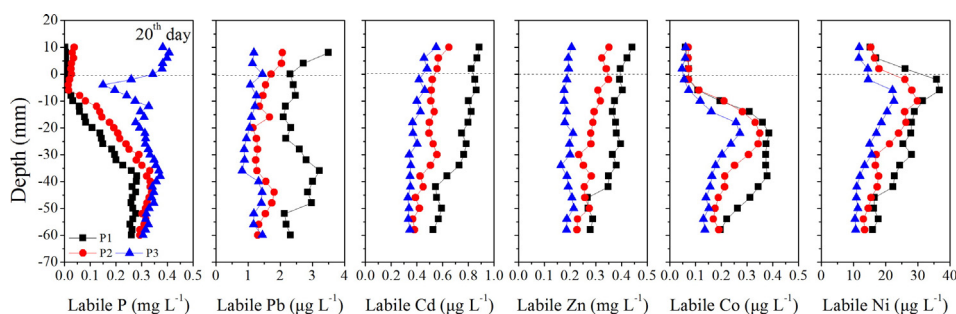 20th day
Depth (mm)
20
10
0
-10
-20
-30
-40
-50
-60
-70
P1
P2 P3
0.0 0.1 0.2 0.3 0.4 0.5 0 1 2 3 4 0.0 0.2 0.4 0.6 0.8 1.0 0.0 0.1 0.2 0.3 0.4 0.5 0.0 0.1 0.2 0.3 0.4 0.5 0 10 20 30 40
Labile P (mg L-1) Labile Pb (μg L-1) Labile Cd (μg L-1) Labile Zn (mg L-1) Labile Co (μg L-1) Labile Ni (μg L-1)